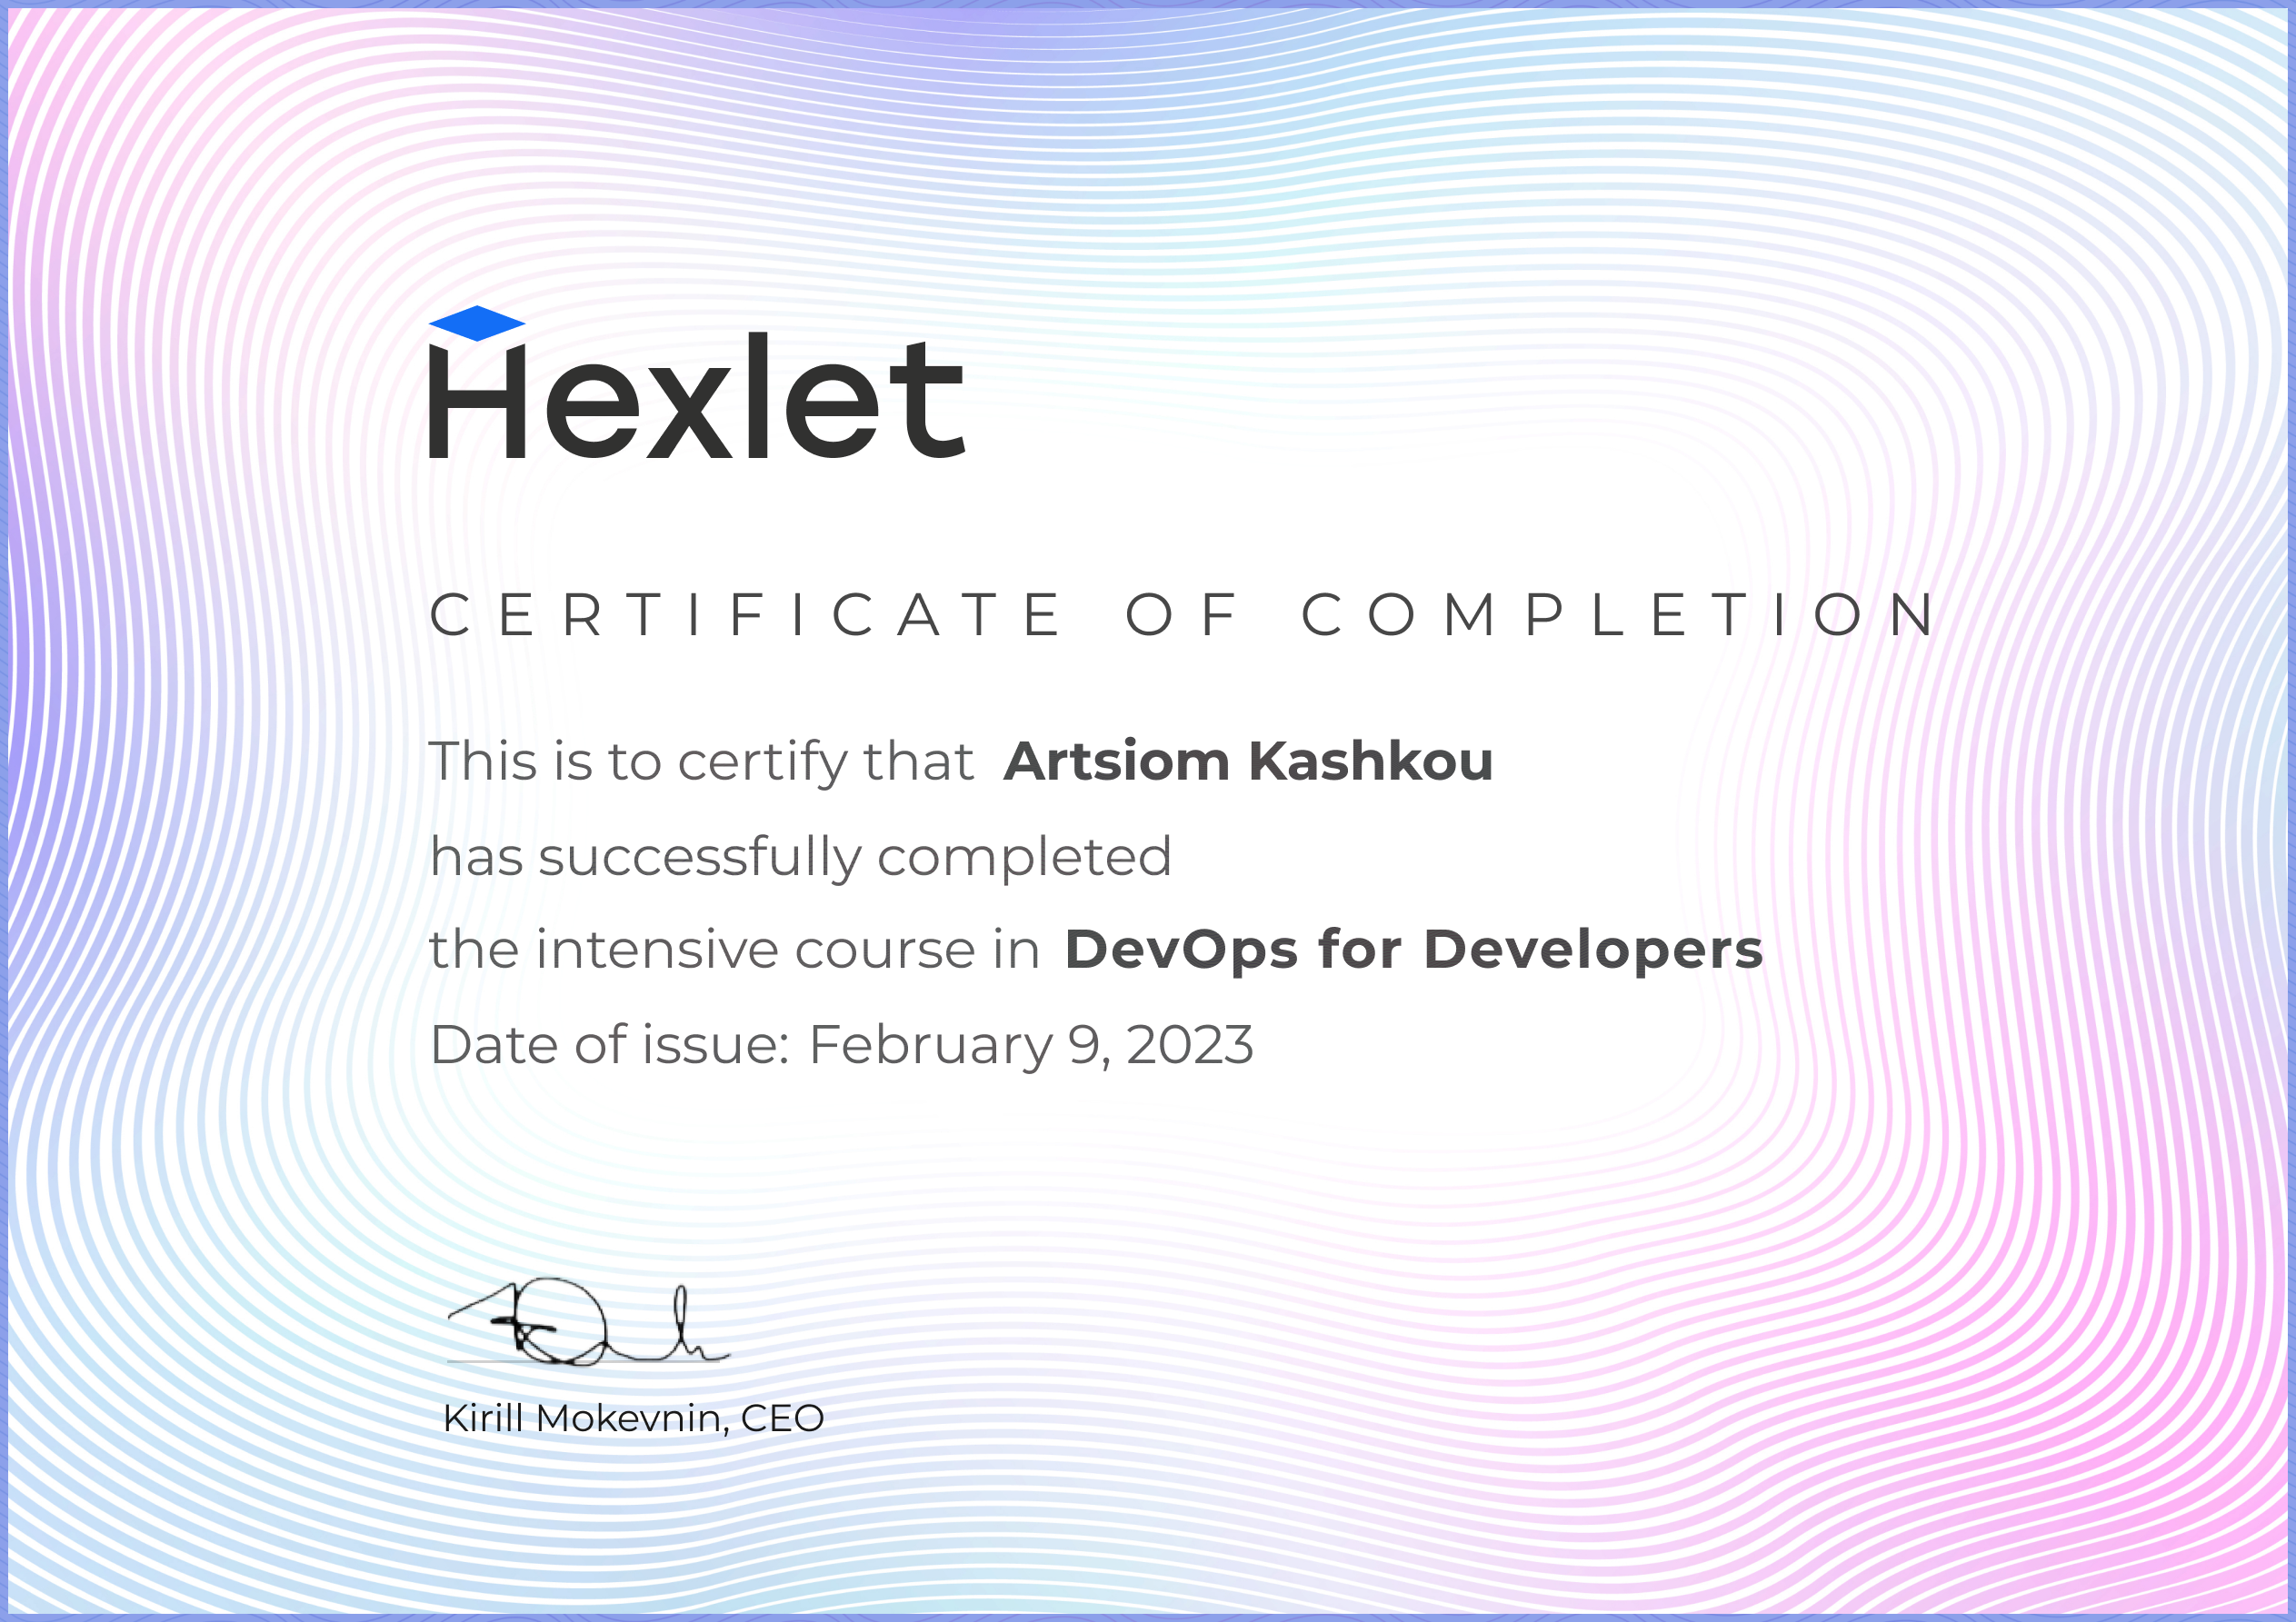 Hexlet
CERTIFICATE OF COMPLETION
This is to certify that Artsiom Kashkou
has successfully completed
the intensive course in DevOps for Developers
Date of issue: February 9, 2023
Kirill Mokevnin, CEO